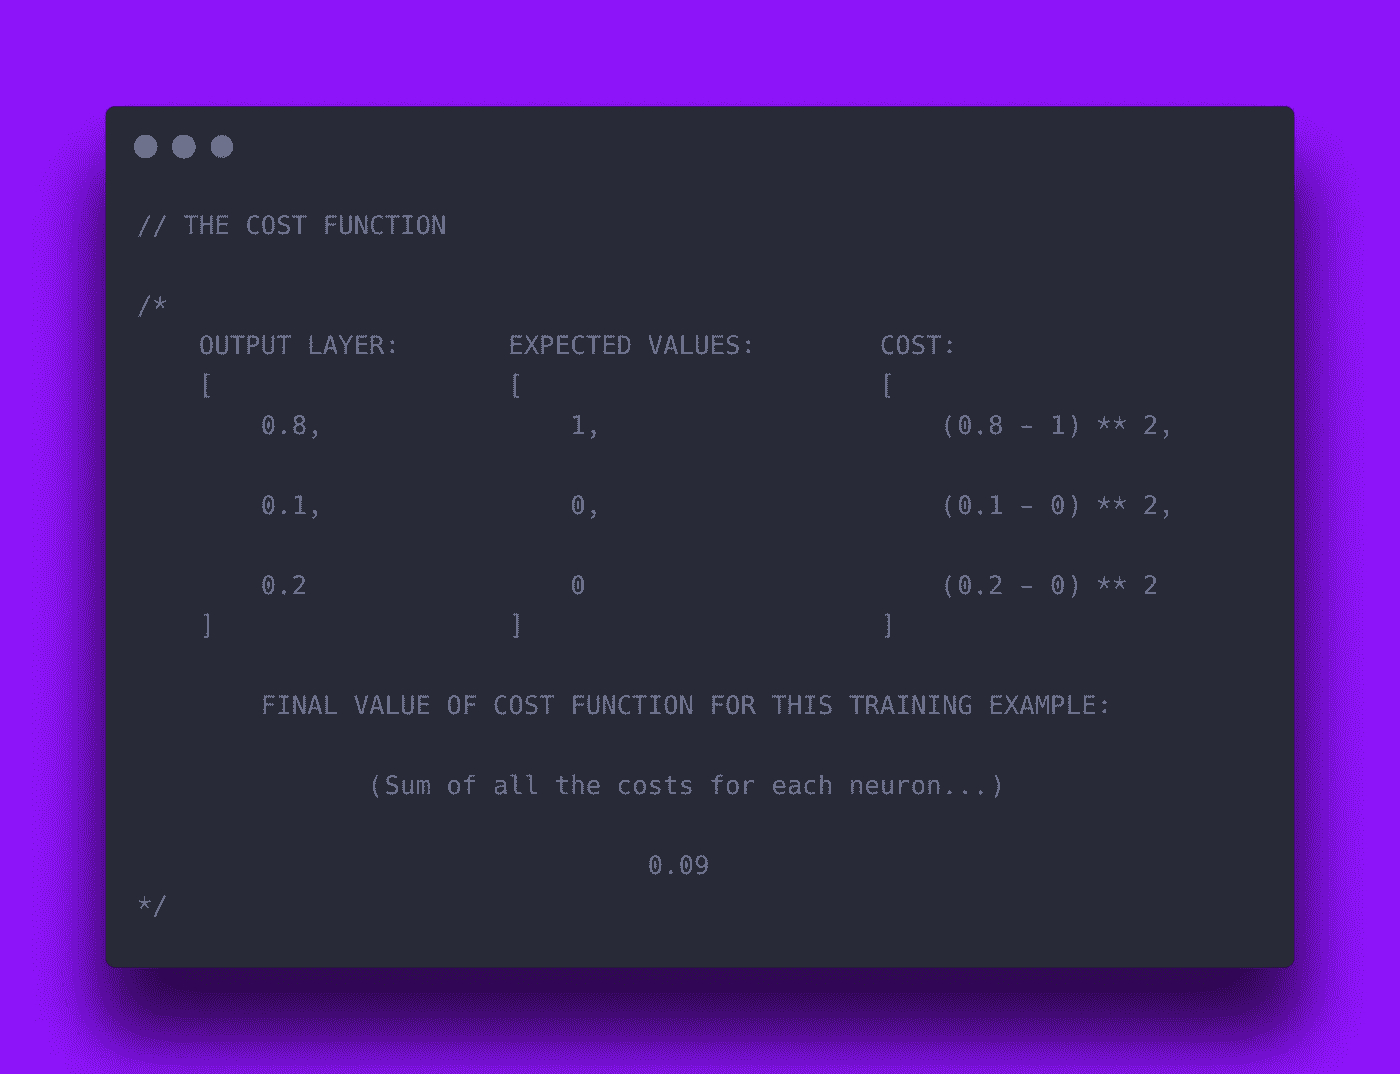 // THE COST FUNCTION
/*
OUTPUT LAYER: EXPECTED VALUES: COST:
[ [ [
0.8, 1, (0.8 - 1) ** 2,
0.1, 0, (0.1 - 0) ** 2,
0.2 0 (0.2 - 0) ** 2
] ] ]
FINAL VALUE OF COST FUNCTION FOR THIS TRAINING EXAMPLE:
(Sum of all the costs for each neuron...)
0.09
*/